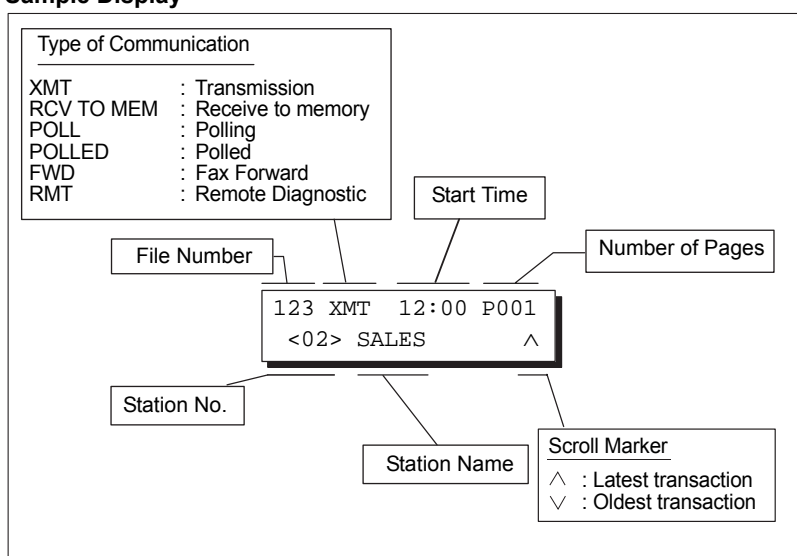 Sample Display
Type of Communication
XMT : Transmission
RCV TO MEM : Receive to memory
POLL : Polling
POLLED : Polled
FWD : Fax Forward
RMT : Remote Diagnostic
Start Time
File Number
Number of Pages
123 XMT 12:00 P001
<02> SALES ∧
Station No.
Station Name
Scroll Marker
∧ : Latest transaction
∨ : Oldest transaction